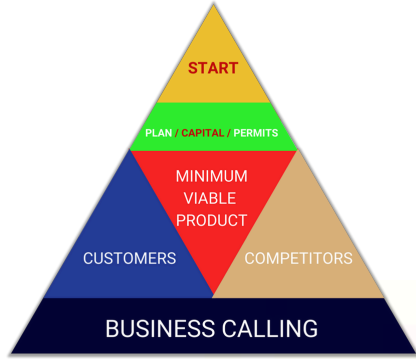 START
PLAN / CAPITAL / PERMITS
MINIMUM
VIABLE
PRODUCT
CUSTOMERS
COMPETITORS
BUSINESS CALLING